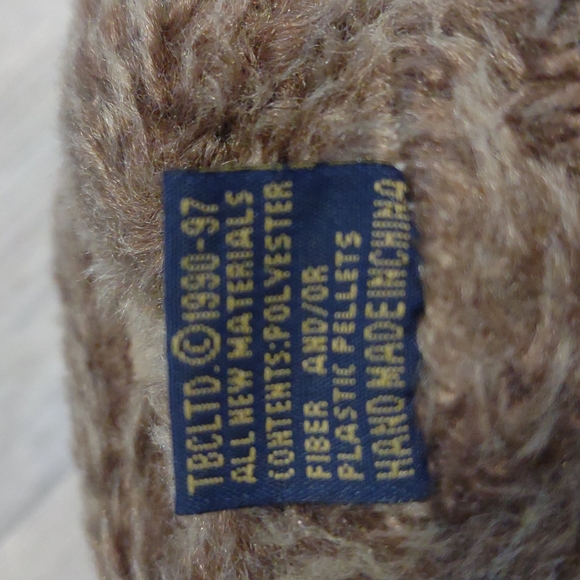 TBCLTD.©1990-97
ALL NEW MATERIALS
CONTENTS:POLYESTER
FIBER AND/OR
PLASTIC PELLETS
HAND MADE IN CHINA